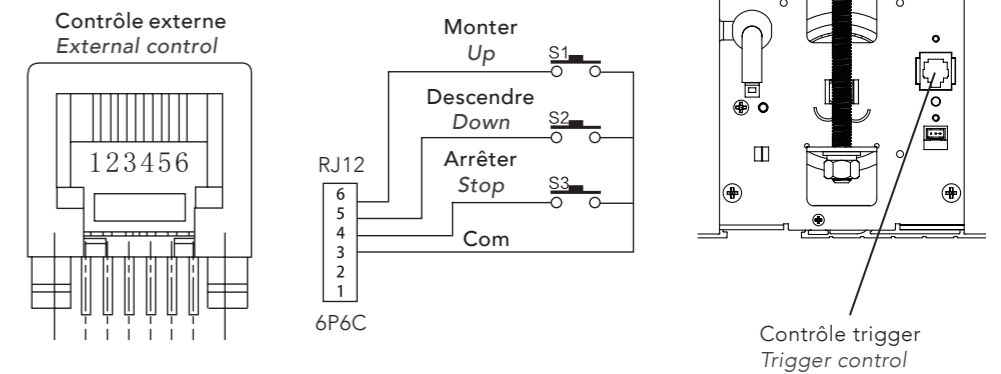 Contrôle externe
External control
123456
Monter
Up
S1
Descendre
Down
S2
Arrêter
Stop
S3
Com
RJ12
6
5
4
3
2
1
6P6C
Contrôle trigger
Trigger control